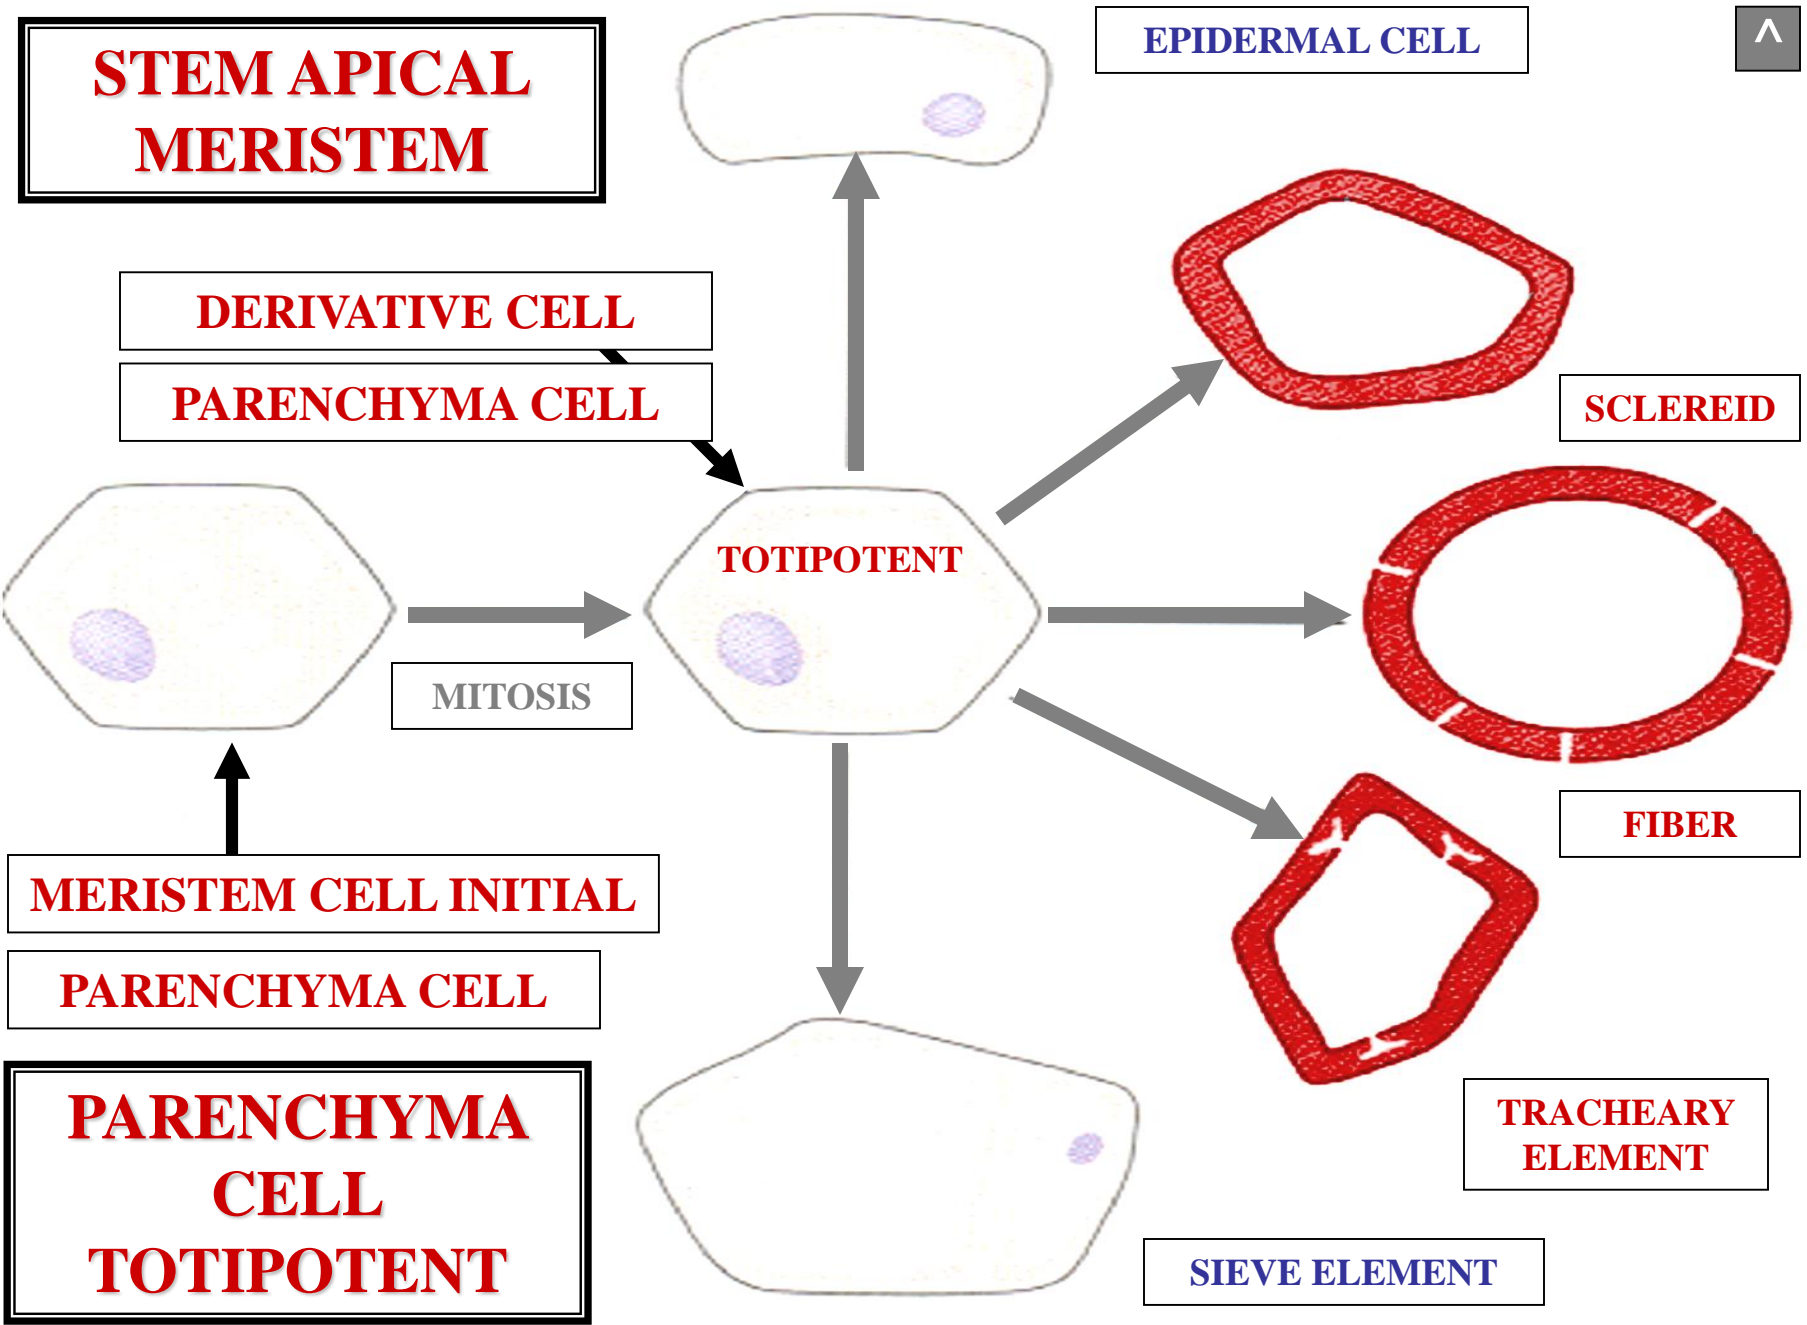 STEM APICAL
MERISTEM
EPIDERMAL CELL
^
DERIVATIVE CELL
PARENCHYMA CELL
SCLEREID
TOTIPOTENT
MITOSIS
FIBER
MERISTEM CELL INITIAL
PARENCHYMA CELL
PARENCHYMA
CELL
TOTIPOTENT
TRACHEARY
ELEMENT
SIEVE ELEMENT